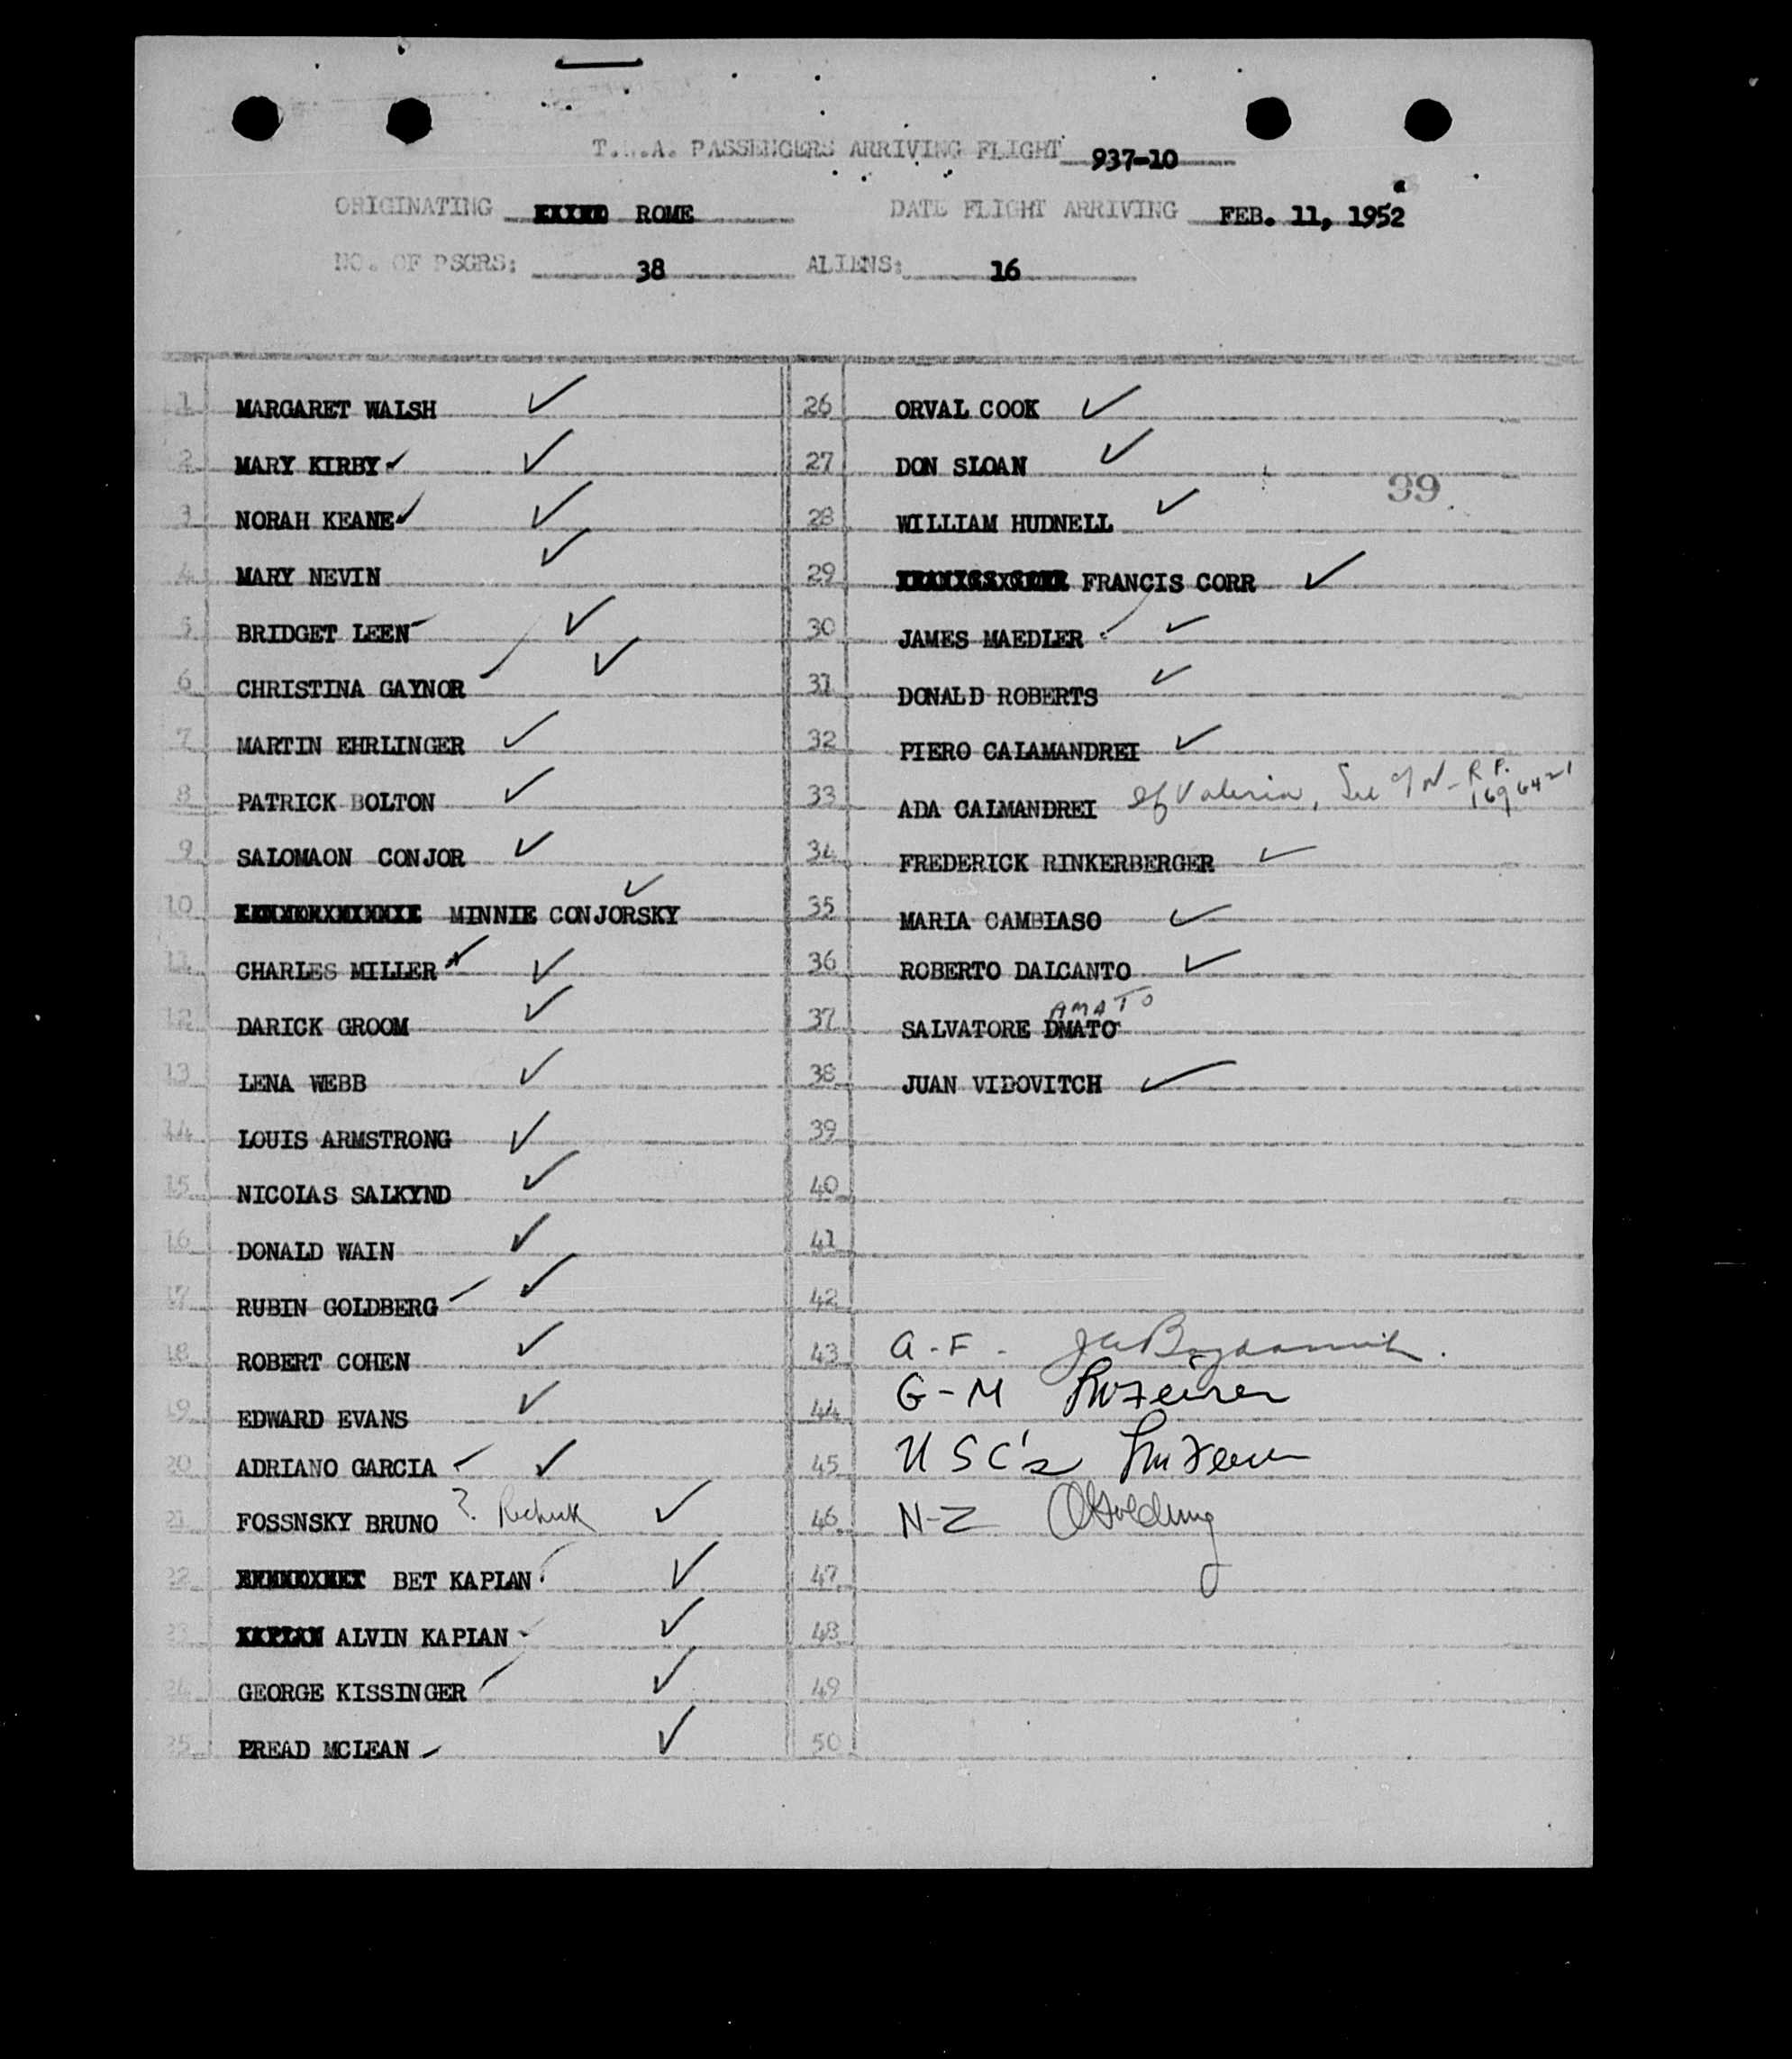 T.W.A. PASSENGERS ARRIVING FLIGHT 937-10
ORIGINATING ROME DATE FLIGHT ARRIVING FEB. 11, 1952
NO. OF PSGRS: 38 ALIENS: 16
1 MARGARET WALSH ✓
2 MARY KIRBY ✓ ✓
3 NORAH KEANE ✓ ✓
4 MARY NEVIN ✓
5 BRIDGET LEEN ✓
6 CHRISTINA GAYNOR ✓ ✓
7 MARTIN EHRLINGER ✓
8 PATRICK BOLTON ✓
9 SALOMAON CONJOR ✓
10 MINNIE CONJORSKY ✓
11 CHARLES MILLER ✓ ✓
12 DARICK GROOM ✓
13 LENA WEBB ✓
14 LOUIS ARMSTRONG ✓
15 NICOLAS SALKYND ✓
16 DONALD WAIN ✓
17 RUBIN GOLDBERG ✓ ✓
18 ROBERT COHEN ✓
19 EDWARD EVANS ✓
20 ADRIANO GARCIA ✓ ✓
21 FOSSNSKY BRUNO ? Recheck ✓
22 BET KAPLAN ✓ ✓
23 ALVIN KAPLAN ✓ ✓
24 GEORGE KISSINGER ✓ ✓
25 PREAD MCLEAN ✓ ✓
26 ORVAL COOK ✓
27 DON SLOAN ✓
39
28 WILLIAM HUDNELL ✓
29 FRANCIS CORR ✓
30 JAMES MAEDLER ✓ ✓
31 DONALD ROBERTS ✓
32 PIERO CALAMANDREI ✓
33 ADA CALMANDREI Valeria, See R.P. 1696421
34 FREDERICK RINKERBERGER ✓
35 MARIA CAMBIASO ✓
36 ROBERTO DALCANTO ✓
AMATO
37 SALVATORE DMATO
38 JUAN VIDOVITCH ✓
39
40
41
42
43 A-F -
44 G-M
45 USC's
46 N-Z
47
48
49
50